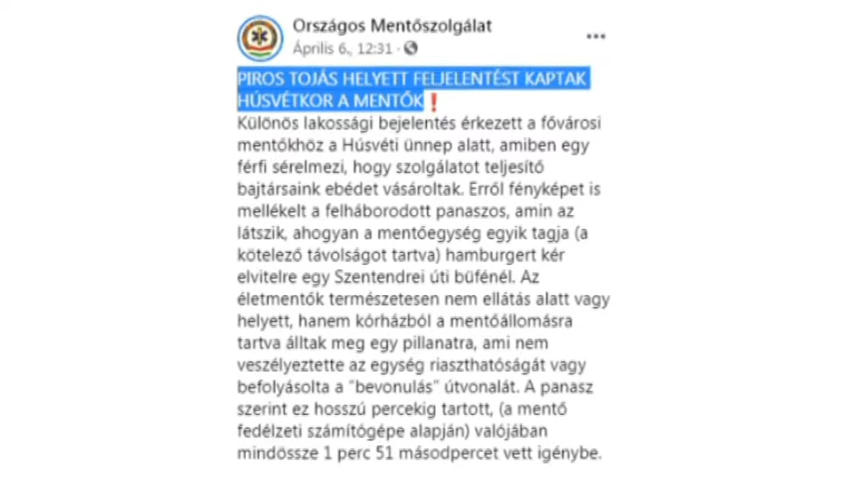 Országos Mentőszolgálat
Április 6., 12:31 ·
PIROS TOJÁS HELYETT FELJELENTÉST KAPTAK
HÚSVÉTKOR A MENTŐK❗
Különös lakossági bejelentés érkezett a fővárosi
mentőkhöz a Húsvéti ünnep alatt, amiben egy
férfi sérelmezi, hogy szolgálatot teljesítő
bajtársaink ebédet vásároltak. Erről fényképet is
mellékelt a felháborodott panaszos, amin az
látszik, ahogyan a mentőegység egyik tagja (a
kötelező távolságot tartva) hamburgert kér
elvitelre egy Szentendrei úti büfénél. Az
életmentők természetesen nem ellátás alatt vagy
helyett, hanem kórházból a mentőállomásra
tartva álltak meg egy pillanatra, ami nem
veszélyeztette az egység riaszthatóságát vagy
befolyásolta a "bevonulás" útvonalát. A panasz
szerint ez hosszú percekig tartott, (a mentő
fedélzeti számítógépe alapján) valójában
mindössze 1 perc 51 másodpercet vett igénybe.